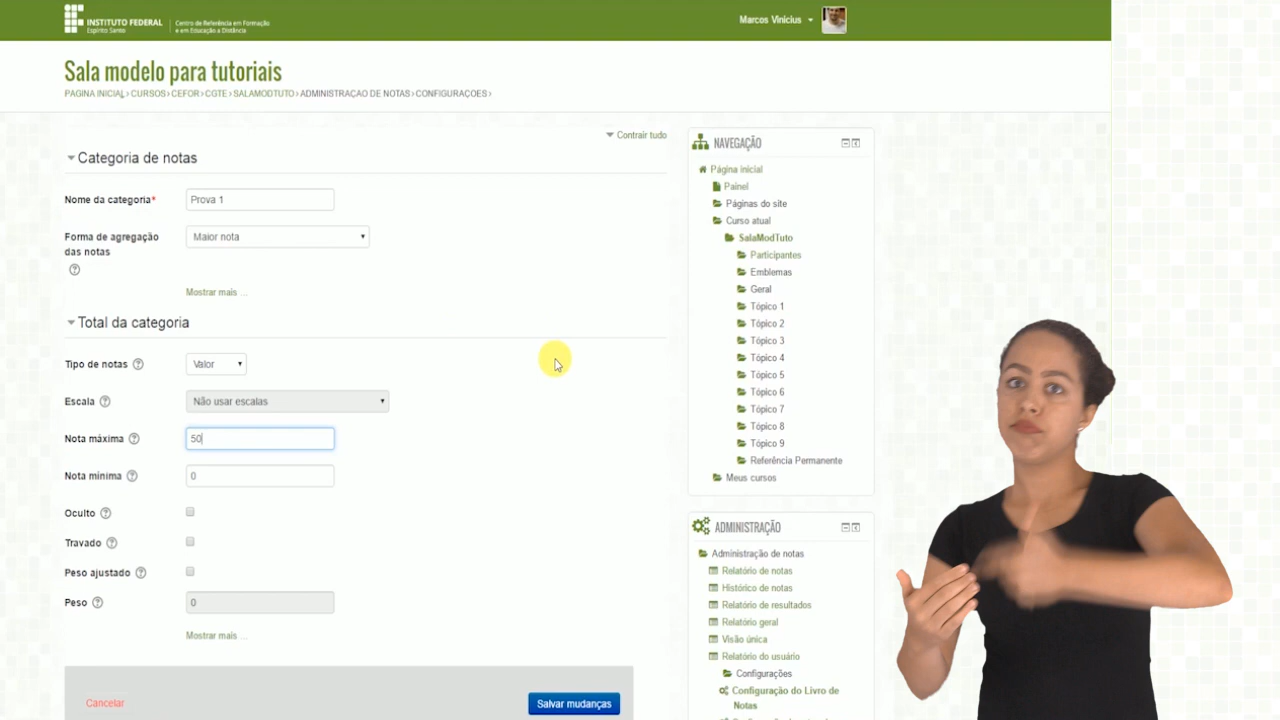 INSTITUTO FEDERAL
Espírito Santo
Centro de Referência em Formação
e em Educação a Distância
Marcos Vinicius
Sala modelo para tutoriais
PÁGINA INICIAL › CURSOS › CEFOR › CGTE › SALAMODTUTO › ADMINISTRAÇÃO DE NOTAS › CONFIGURAÇÕES ›
Contrair tudo
Categoria de notas
Nome da categoria*
Prova 1
Forma de agregação
das notas
Maior nota
Mostrar mais ...
Total da categoria
Tipo de notas
Valor
Escala
Não usar escalas
Nota máxima
50
Nota mínima
0
Oculto
Travado
Peso ajustado
Peso
0
Mostrar mais ...
Cancelar
Salvar mudanças
NAVEGAÇÃO
Página inicial
Painel
Páginas do site
Curso atual
SalaModTuto
Participantes
Emblemas
Geral
Tópico 1
Tópico 2
Tópico 3
Tópico 4
Tópico 5
Tópico 6
Tópico 7
Tópico 8
Tópico 9
Referência Permanente
Meus cursos
ADMINISTRAÇÃO
Administração de notas
Relatório de notas
Histórico de notas
Relatório de resultados
Relatório geral
Visão única
Relatório do usuário
Configurações
Configuração do Livro de
Notas